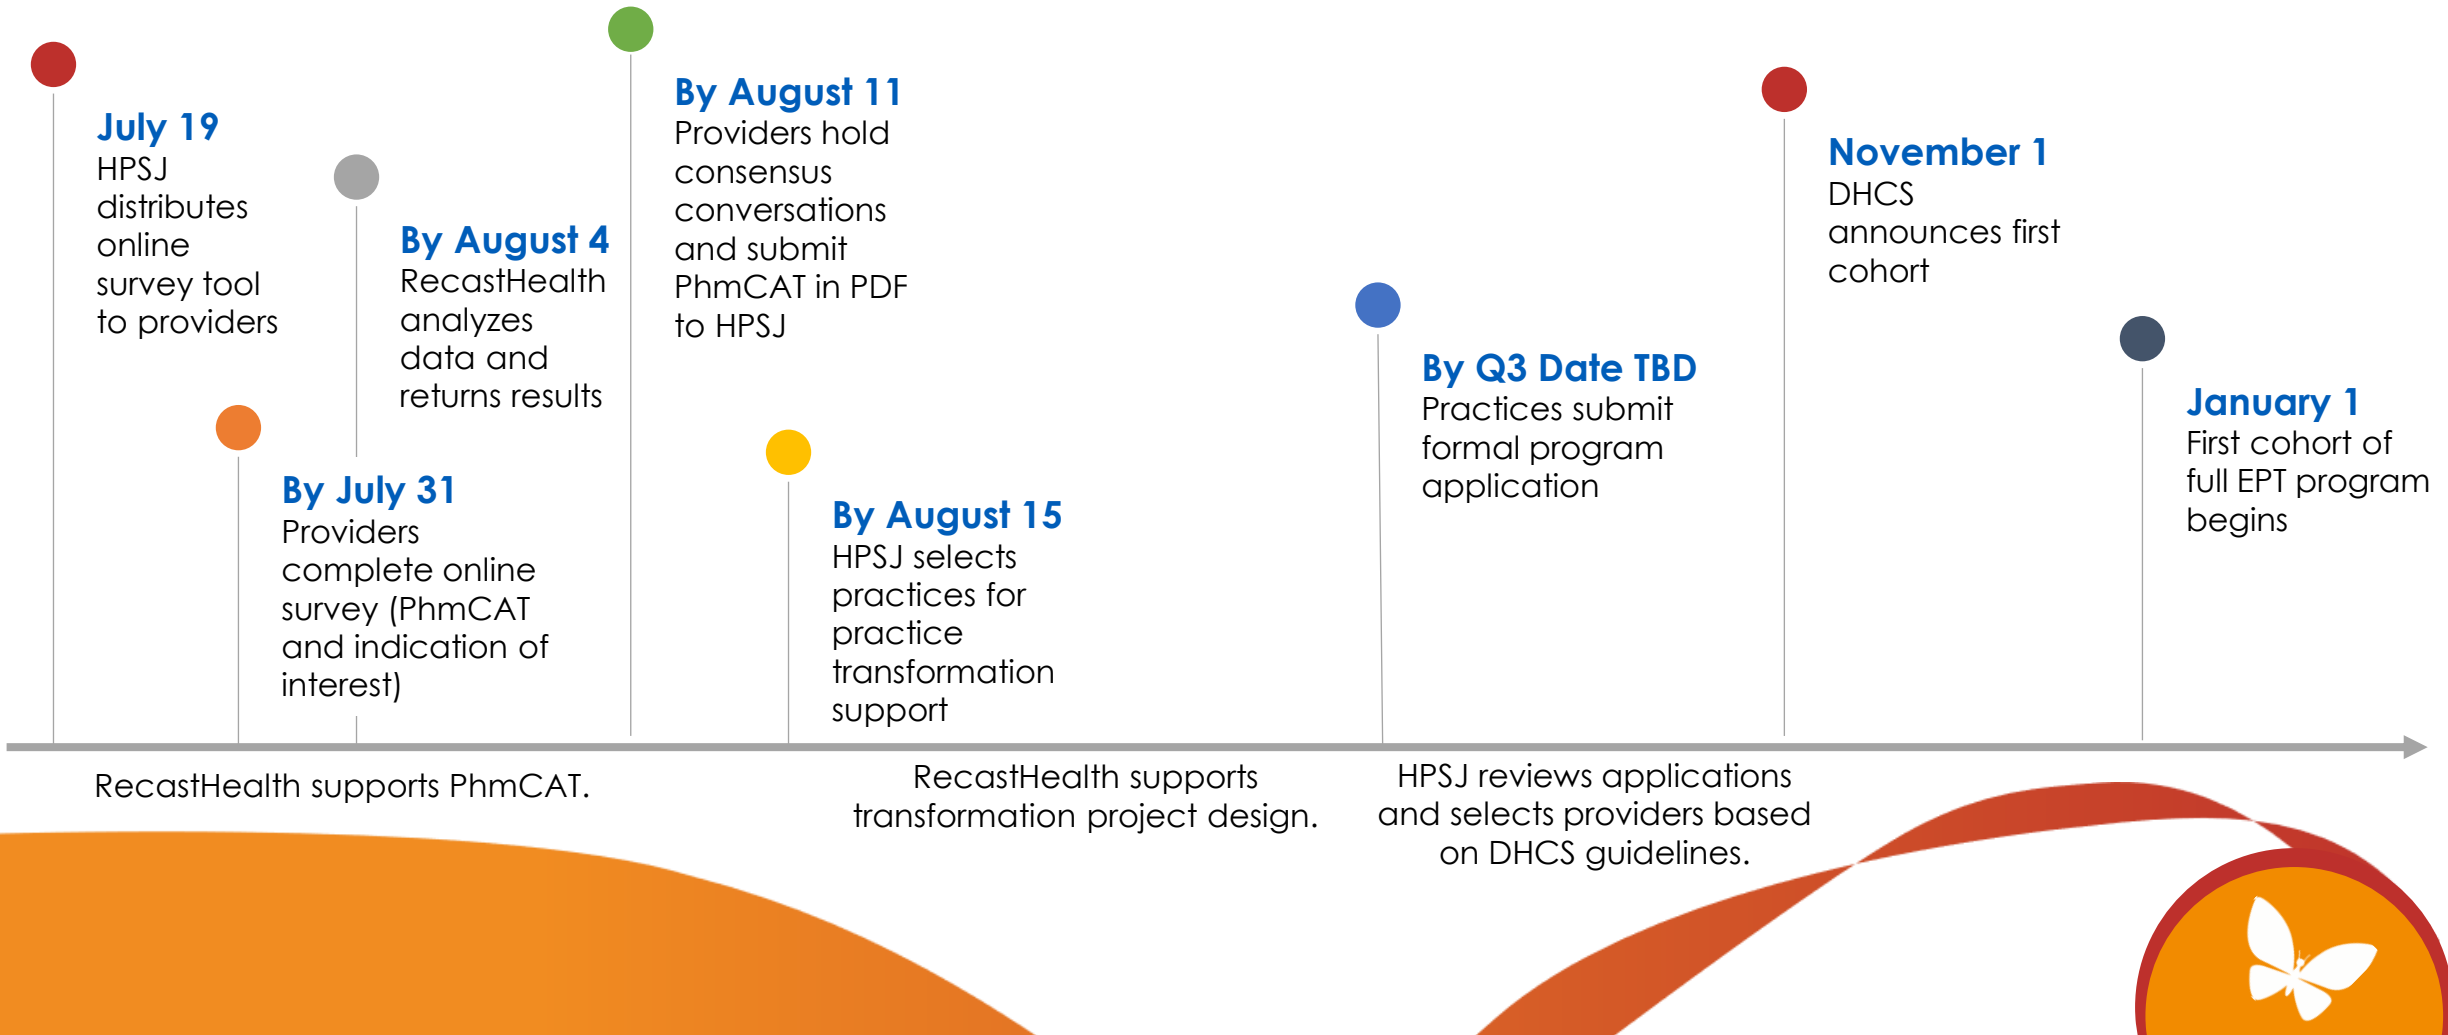 July 19
HPSJ
distributes
online
survey tool
to providers
By July 31
Providers
complete online
survey (PhmCAT
and indication of
interest)
By August 4
RecastHealth
analyzes
data and
returns results
By August 11
Providers hold
consensus
conversations
and submit
PhmCAT in PDF
to HPSJ
By August 15
HPSJ selects
practices for
practice
transformation
support
By Q3 Date TBD
Practices submit
formal program
application
November 1
DHCS
announces first
cohort
January 1
First cohort of
full EPT program
begins
RecastHealth supports PhmCAT.
RecastHealth supports
transformation project design.
HPSJ reviews applications
and selects providers based
on DHCS guidelines.